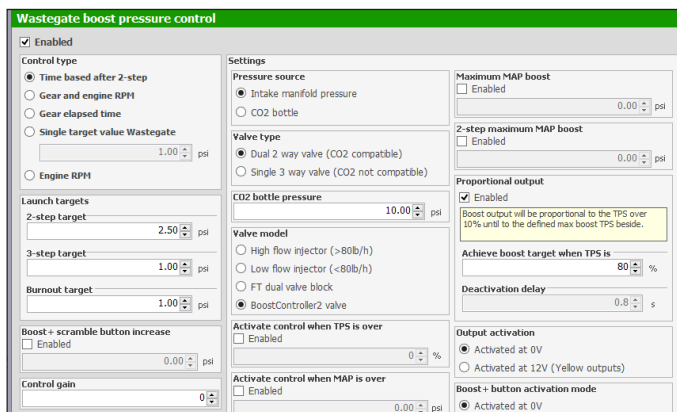 Wastegate boost pressure control
Enabled
Control type
Time based after 2-step
Gear and engine RPM
Gear elapsed time
Single target value Wastegate
1.00 psi
Engine RPM
Launch targets
2-step target
2.50 psi
3-step target
1.00 psi
Burnout target
1.00 psi
Boost+ scramble button increase
Enabled
0.00 psi
Control gain
0
Settings
Pressure source
Intake manifold pressure
CO2 bottle
Valve type
Dual 2 way valve (CO2 compatible)
Single 3 way valve (CO2 not compatible)
CO2 bottle pressure
10.00 psi
Valve model
High flow injector (>80lb/h)
Low flow injector (<80lb/h)
FT dual valve block
BoostController2 valve
Activate control when TPS is over
Enabled
0 %
Activate control when MAP is over
Enabled
0.00 psi
Maximum MAP boost
Enabled
0.00 psi
2-step maximum MAP boost
Enabled
0.00 psi
Proportional output
Enabled
Boost output will be proportional to the TPS over
10% until to the defined max boost TPS beside.
Achieve boost target when TPS is
80 %
Deactivation delay
0.8 s
Output activation
Activated at 0V
Activated at 12V (Yellow outputs)
Boost+ button activation mode
Activated at 0V